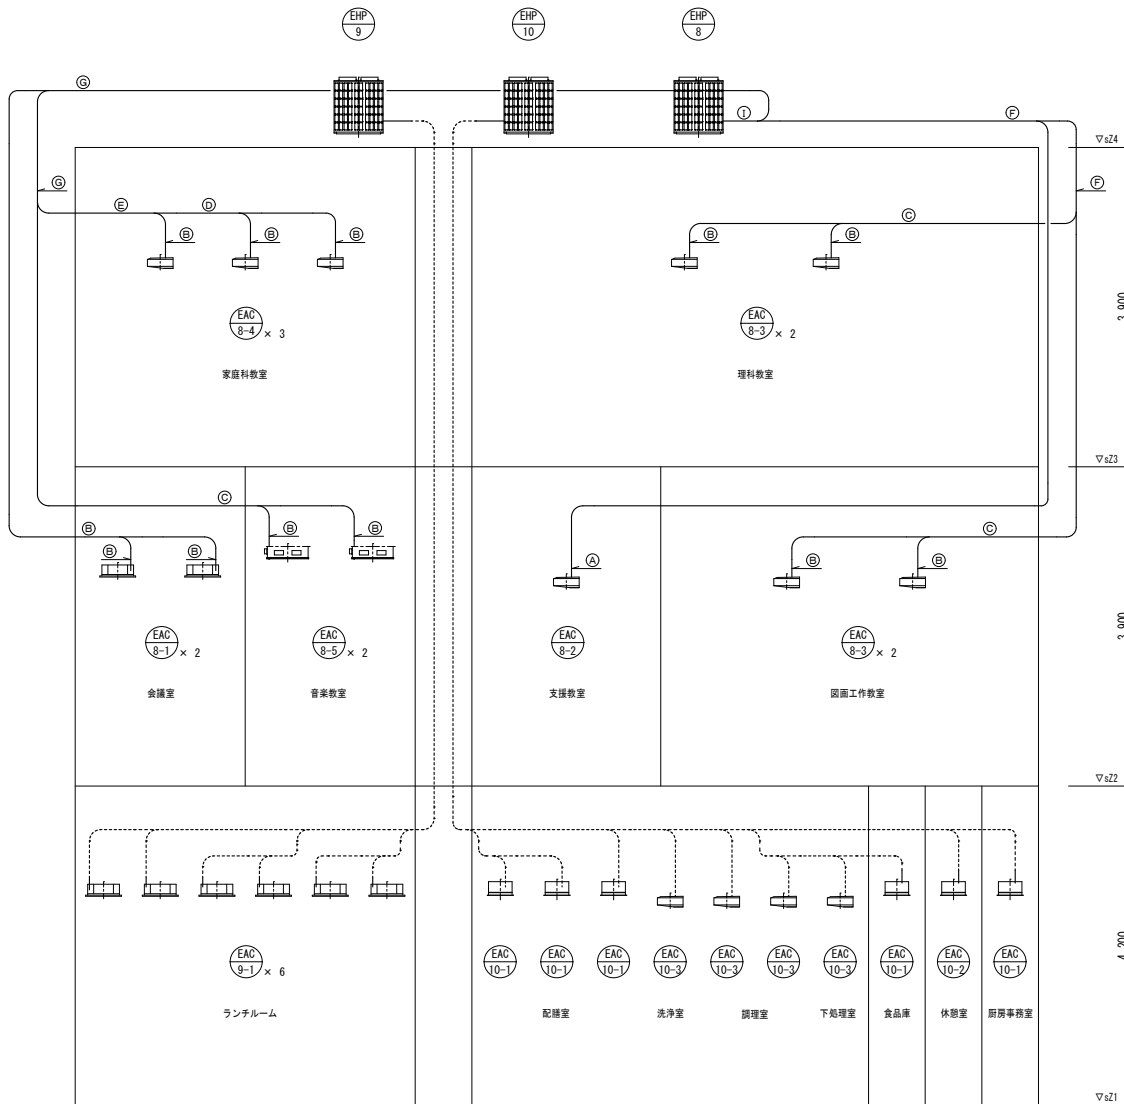 EHP
9
EHP
10
EHP
8
G
I
F
▽sZ4
G
F
E
D
C
B
B
B
B
B
EAC
8-4
× 3
EAC
8-3
× 2
3,900
家庭科教室
理科教室
▽sZ3
C
B
B
B
C
B
B
A
B
B
EAC
8-1
× 2
EAC
8-5
× 2
EAC
8-2
EAC
8-3
× 2
3,900
会議室
音楽教室
支援教室
図画工作教室
▽sZ2
EAC
9-1
× 6
EAC
10-1
EAC
10-1
EAC
10-1
EAC
10-3
EAC
10-3
EAC
10-3
EAC
10-3
EAC
10-1
EAC
10-2
EAC
10-1
4,200
ランチルーム
配膳室
洗浄室
調理室
下処理室
食品庫
休憩室
厨房事務室
▽sZ1